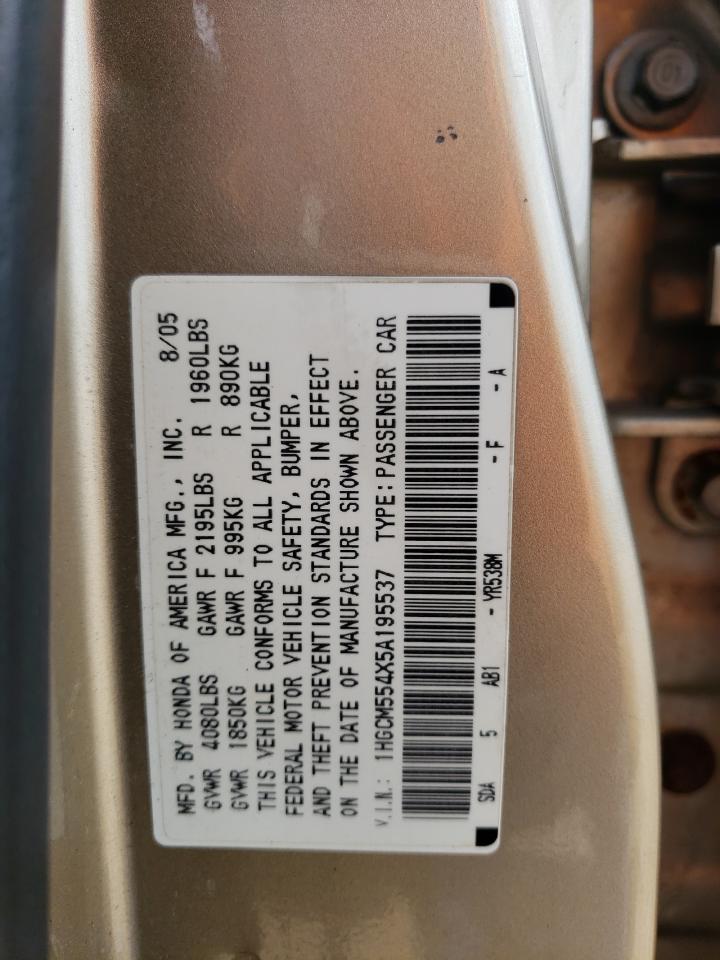 MFD. BY HONDA OF AMERICA MFG., INC. 8/05
GVWR 4080LBS GAWR F 2195LBS R 1960LBS
GVWR 1850KG GAWR F 995KG R 890KG
THIS VEHICLE CONFORMS TO ALL APPLICABLE
FEDERAL MOTOR VEHICLE SAFETY, BUMPER,
AND THEFT PREVENTION STANDARDS IN EFFECT
ON THE DATE OF MANUFACTURE SHOWN ABOVE.
V.I.N.: 1HGCM554X5A195537 TYPE: PASSENGER CAR
SDA 5 AB1 - YR538M - F - A